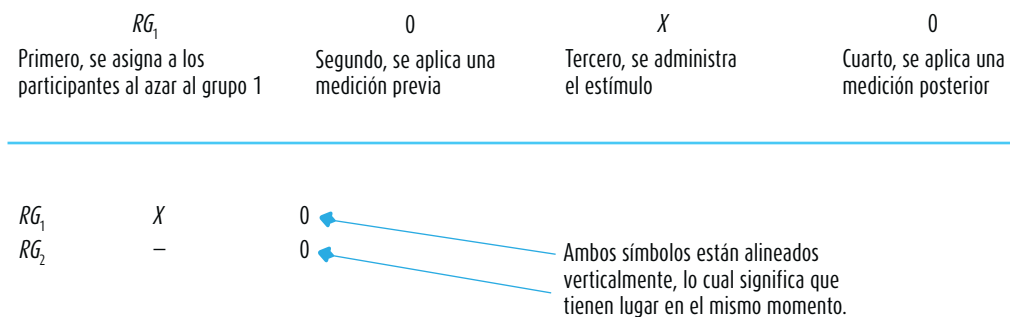 RG₁ 0 X 0
Primero, se asigna a los
participantes al azar al grupo 1
Segundo, se aplica una
medición previa
Tercero, se administra
el estímulo
Cuarto, se aplica una
medición posterior
RG₁ X 0
RG₂ – 0
Ambos símbolos están alineados
verticalmente, lo cual significa que
tienen lugar en el mismo momento.